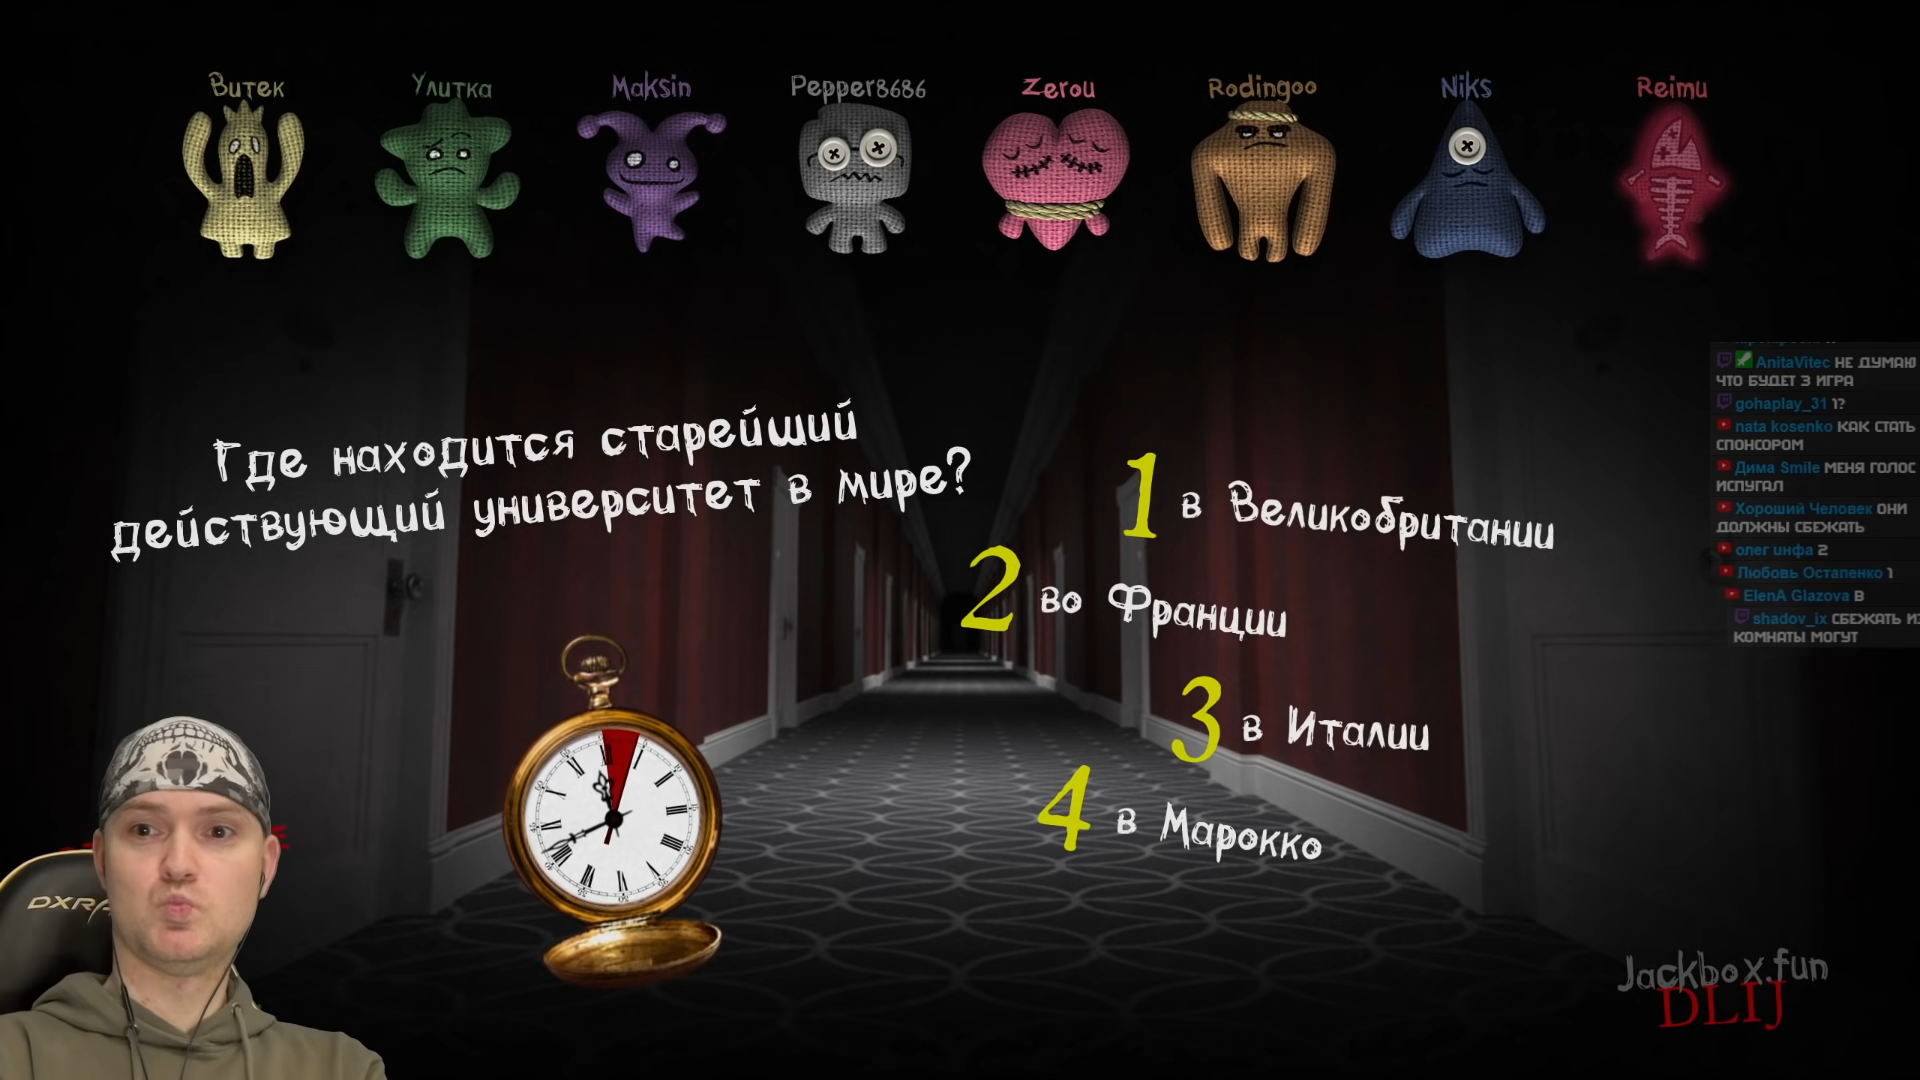 Витек
Улитка
Maksin
Pepper8686
Zerou
Rodingoo
Niks
Reimu
Где находится старейший
действующий университет в мире?
1 в Великобритании
2 во Франции
3 в Италии
4 в Марокко
AnitaVitec НЕ ДУМАЮ
ЧТО БУДЕТ 3 ИГРА
gohaplay_31 1?
nata kosenko КАК СТАТЬ
СПОНСОРОМ
Дима Smile МЕНЯ ГОЛОС
ИСПУГАЛ
Хороший Человек ОНИ
ДОЛЖНЫ СБЕЖАТЬ
олег инфа 2
Любовь Остапенко 1
ElenA Glazova В
shadov_ix СБЕЖАТЬ ИЗ
КОМНАТЫ МОГУТ
DXRA
Jackbox.fun
DLIJ